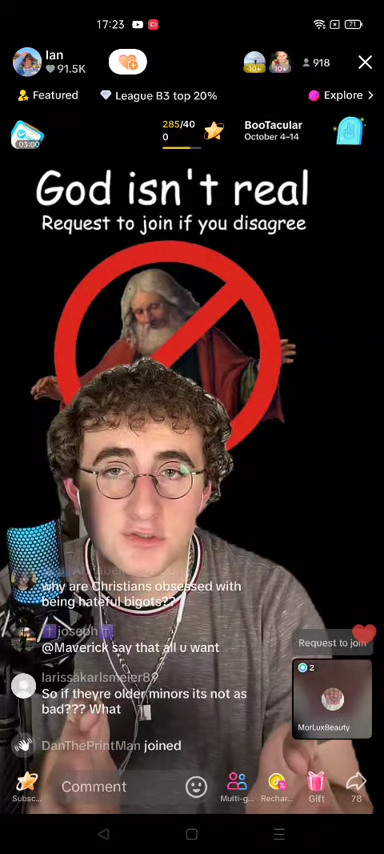 17:23
71
Ian
91.5K
10+
10+
918
Featured
League B3 top 20%
Explore >
03:00
285/40
0
BooTacular
October 4–14
God isn't real
Request to join if you disagree
why are Christians obsessed with
being hateful bigots??
joseph
@Maverick say that all u want
Request to join
larissakarlsmeier89
So if theyre older minors its not as
bad??? What
2
MorLuxBeauty
DanThePrintMan joined
Comment
Subsc...
Multi-g...
Rechar...
Gift
78